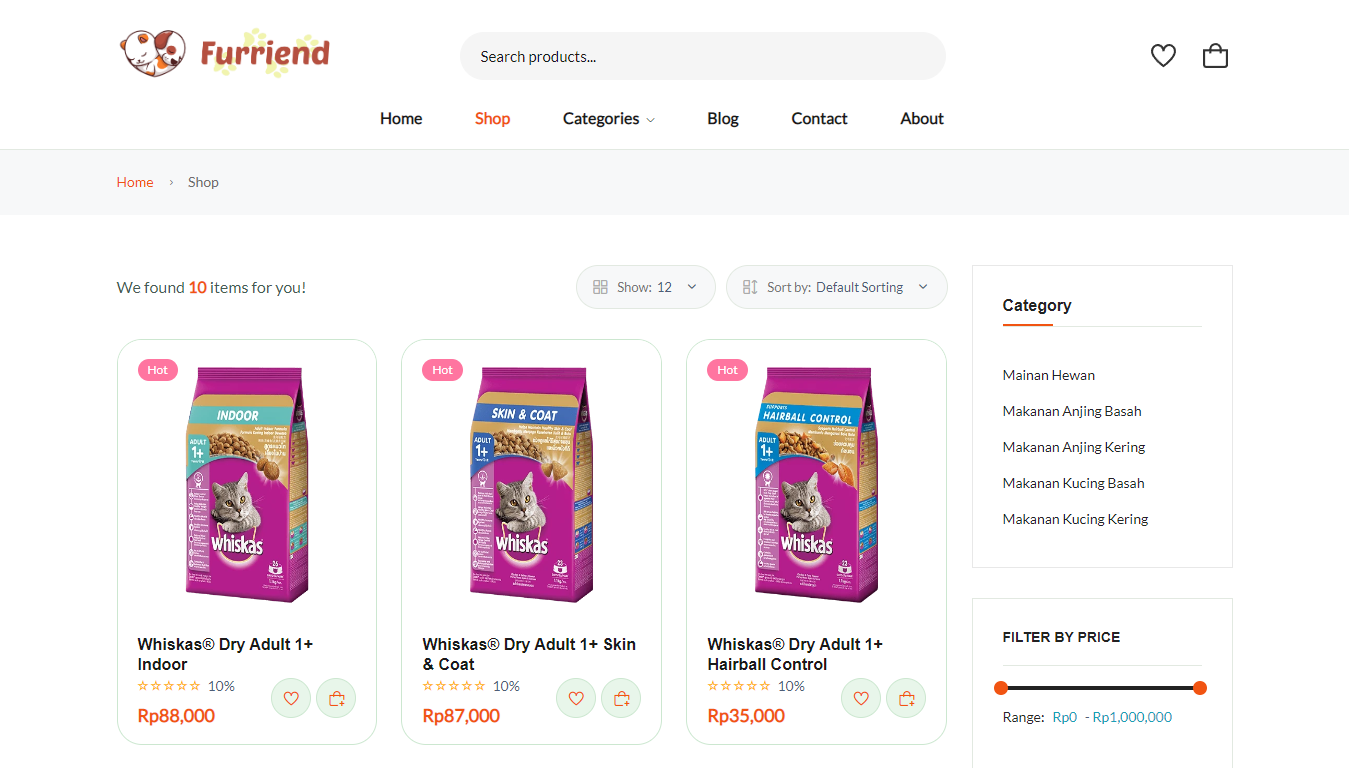 Furriend
Search products...
Home
Shop
Categories
Blog
Contact
About
Home
Shop
We found 10 items for you!
Show: 12
Sort by: Default Sorting
Hot
INDOOR
ADULT
1+
whiskas
Whiskas® Dry Adult 1+
Indoor
10%
Rp88,000
Hot
SKIN & COAT
ADULT
1+
whiskas
Whiskas® Dry Adult 1+ Skin
& Coat
10%
Rp87,000
Hot
SUPPORTS
HAIRBALL CONTROL
ADULT
1+
whiskas
Whiskas® Dry Adult 1+
Hairball Control
10%
Rp35,000
Category
Mainan Hewan
Makanan Anjing Basah
Makanan Anjing Kering
Makanan Kucing Basah
Makanan Kucing Kering
FILTER BY PRICE
Range: Rp0 - Rp1,000,000